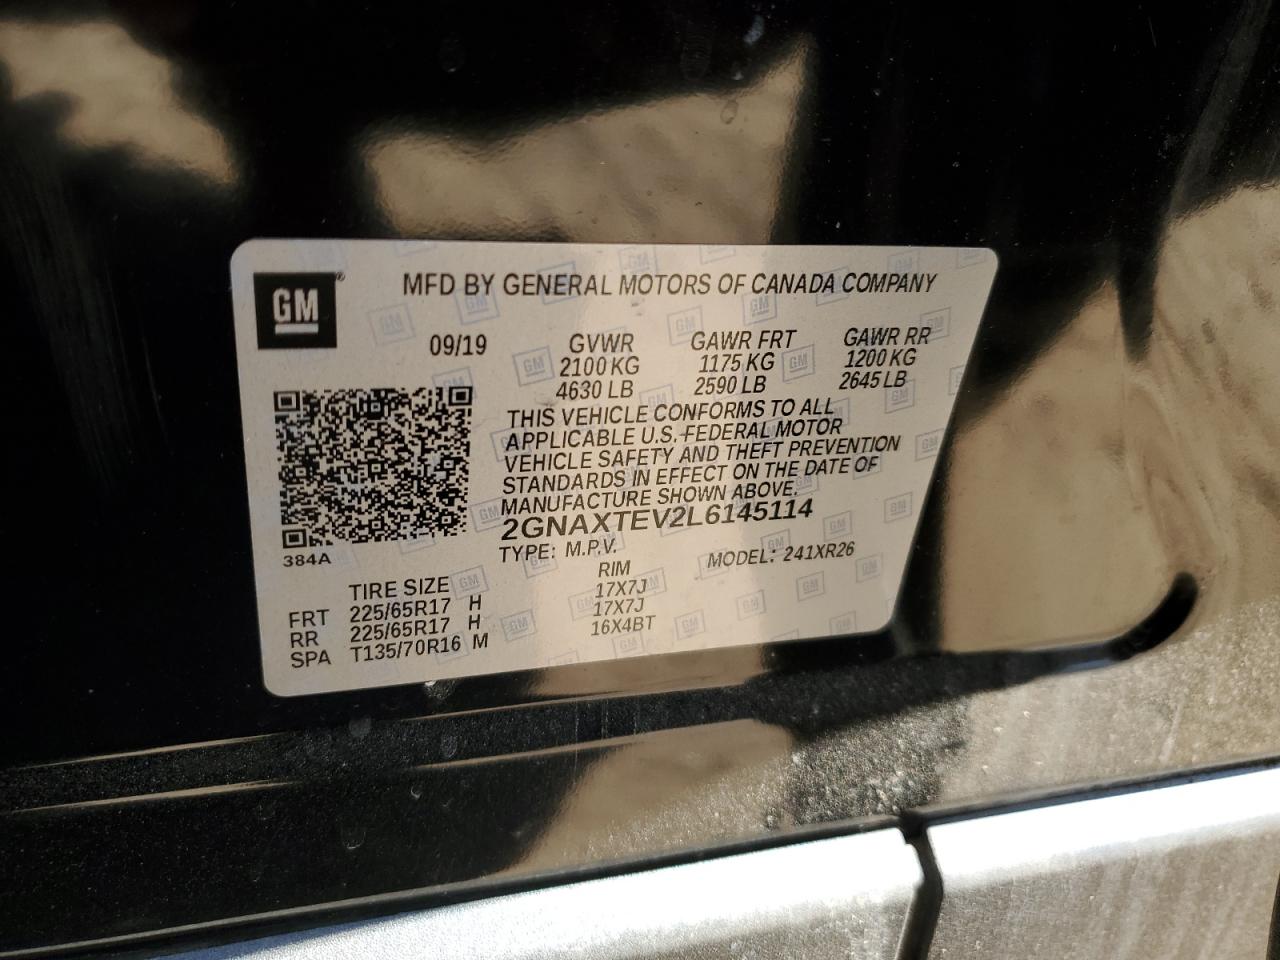 GM
MFD BY GENERAL MOTORS OF CANADA COMPANY
09/19 GVWR GAWR FRT GAWR RR
2100 KG 1175 KG 1200 KG
4630 LB 2590 LB 2645 LB
THIS VEHICLE CONFORMS TO ALL
APPLICABLE U.S. FEDERAL MOTOR
VEHICLE SAFETY AND THEFT PREVENTION
STANDARDS IN EFFECT ON THE DATE OF
MANUFACTURE SHOWN ABOVE.
2GNAXTEV2L6145114
384A
TYPE: M.P.V. MODEL: 241XR26
TIRE SIZE RIM
FRT 225/65R17 H 17X7J
RR 225/65R17 H 17X7J
SPA T135/70R16 M 16X4BT